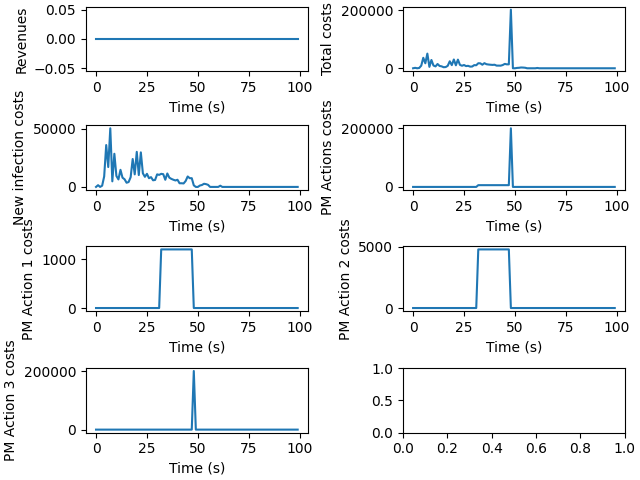 Revenues
0.05
0.00
−0.05
0 25 50 75 100
Time (s)
Total costs
200000
0
0 25 50 75 100
Time (s)
New infection costs
50000
0
0 25 50 75 100
Time (s)
PM Actions costs
200000
0
0 25 50 75 100
Time (s)
PM Action 1 costs
1000
0
0 25 50 75 100
Time (s)
PM Action 2 costs
5000
0
0 25 50 75 100
Time (s)
PM Action 3 costs
200000
0
0 25 50 75 100
Time (s)
1.0
0.5
0.0
0.0 0.2 0.4 0.6 0.8 1.0